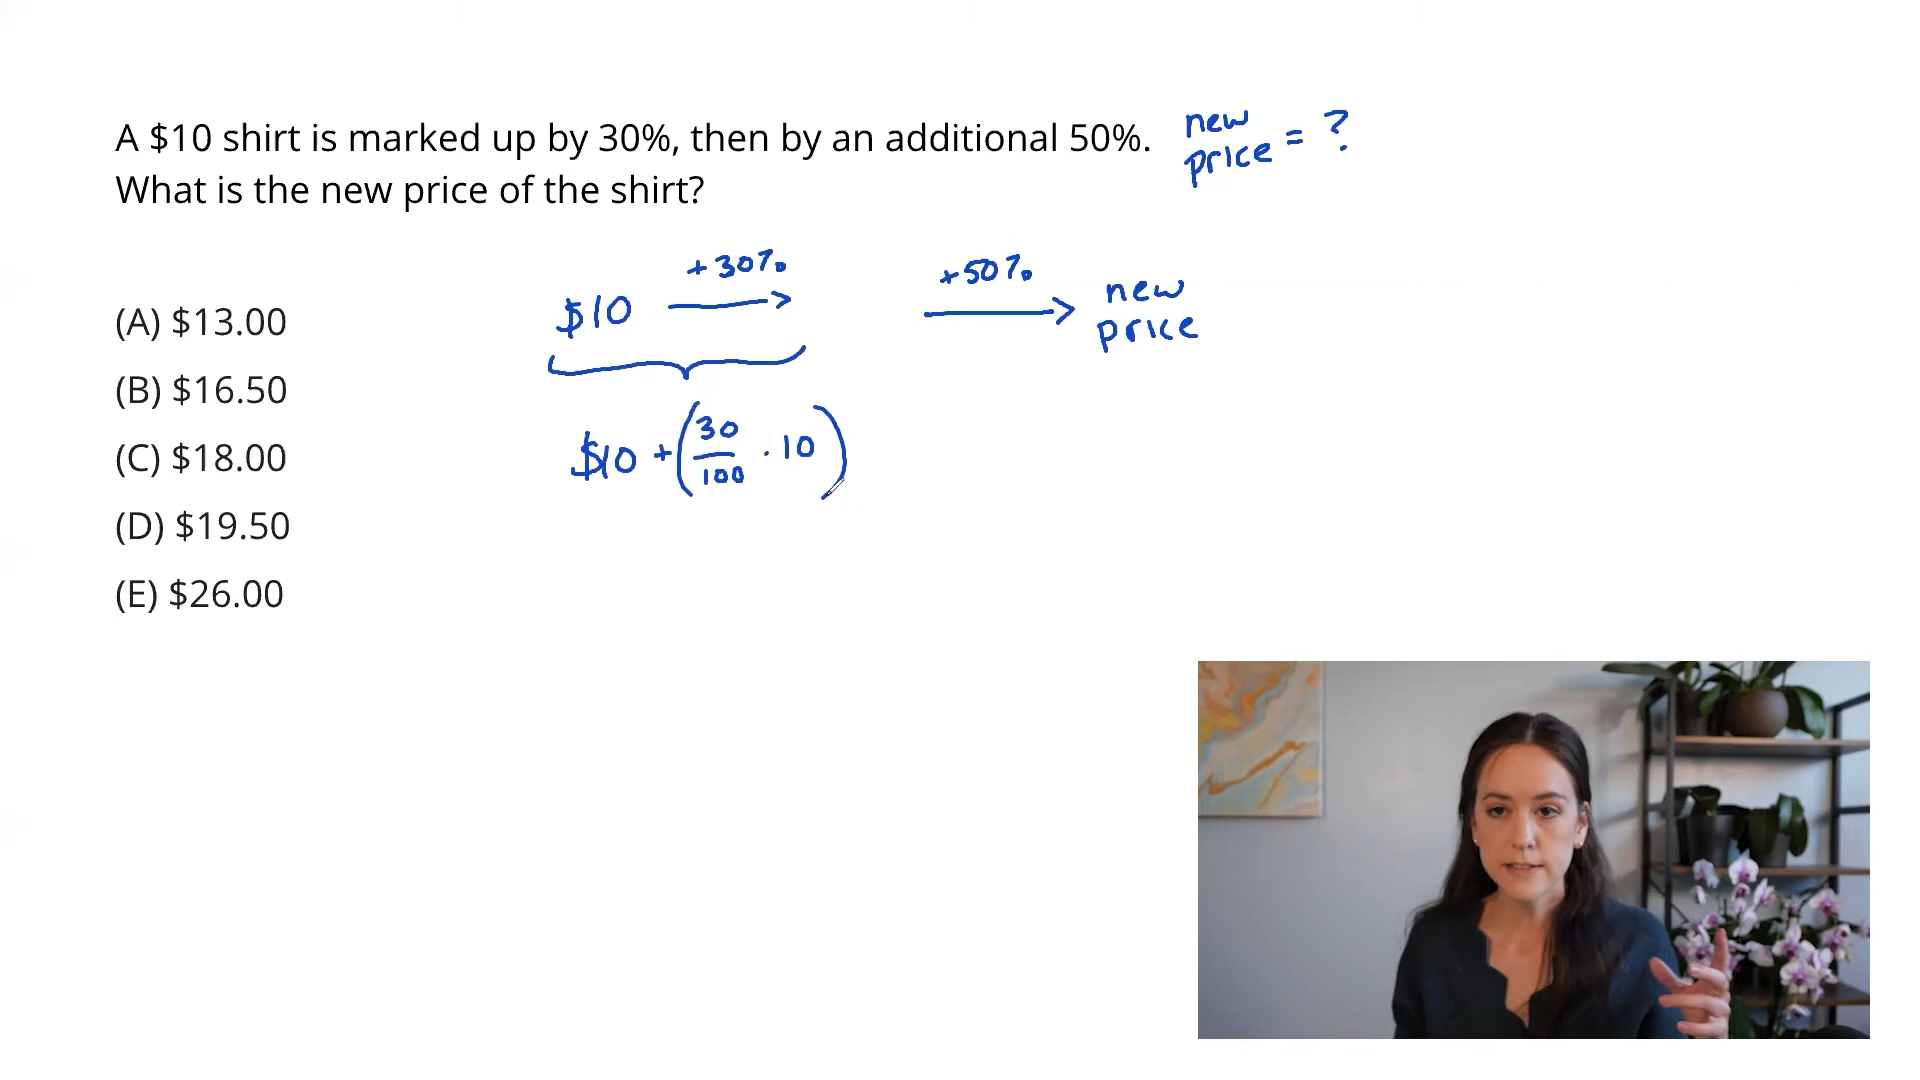 A $10 shirt is marked up by 30%, then by an additional 50%.
What is the new price of the shirt?
new
price = ?
(A) $13.00
(B) $16.50
(C) $18.00
(D) $19.50
(E) $26.00
+30%
+50%
$10
new
price
$10 + (30/100 · 10)